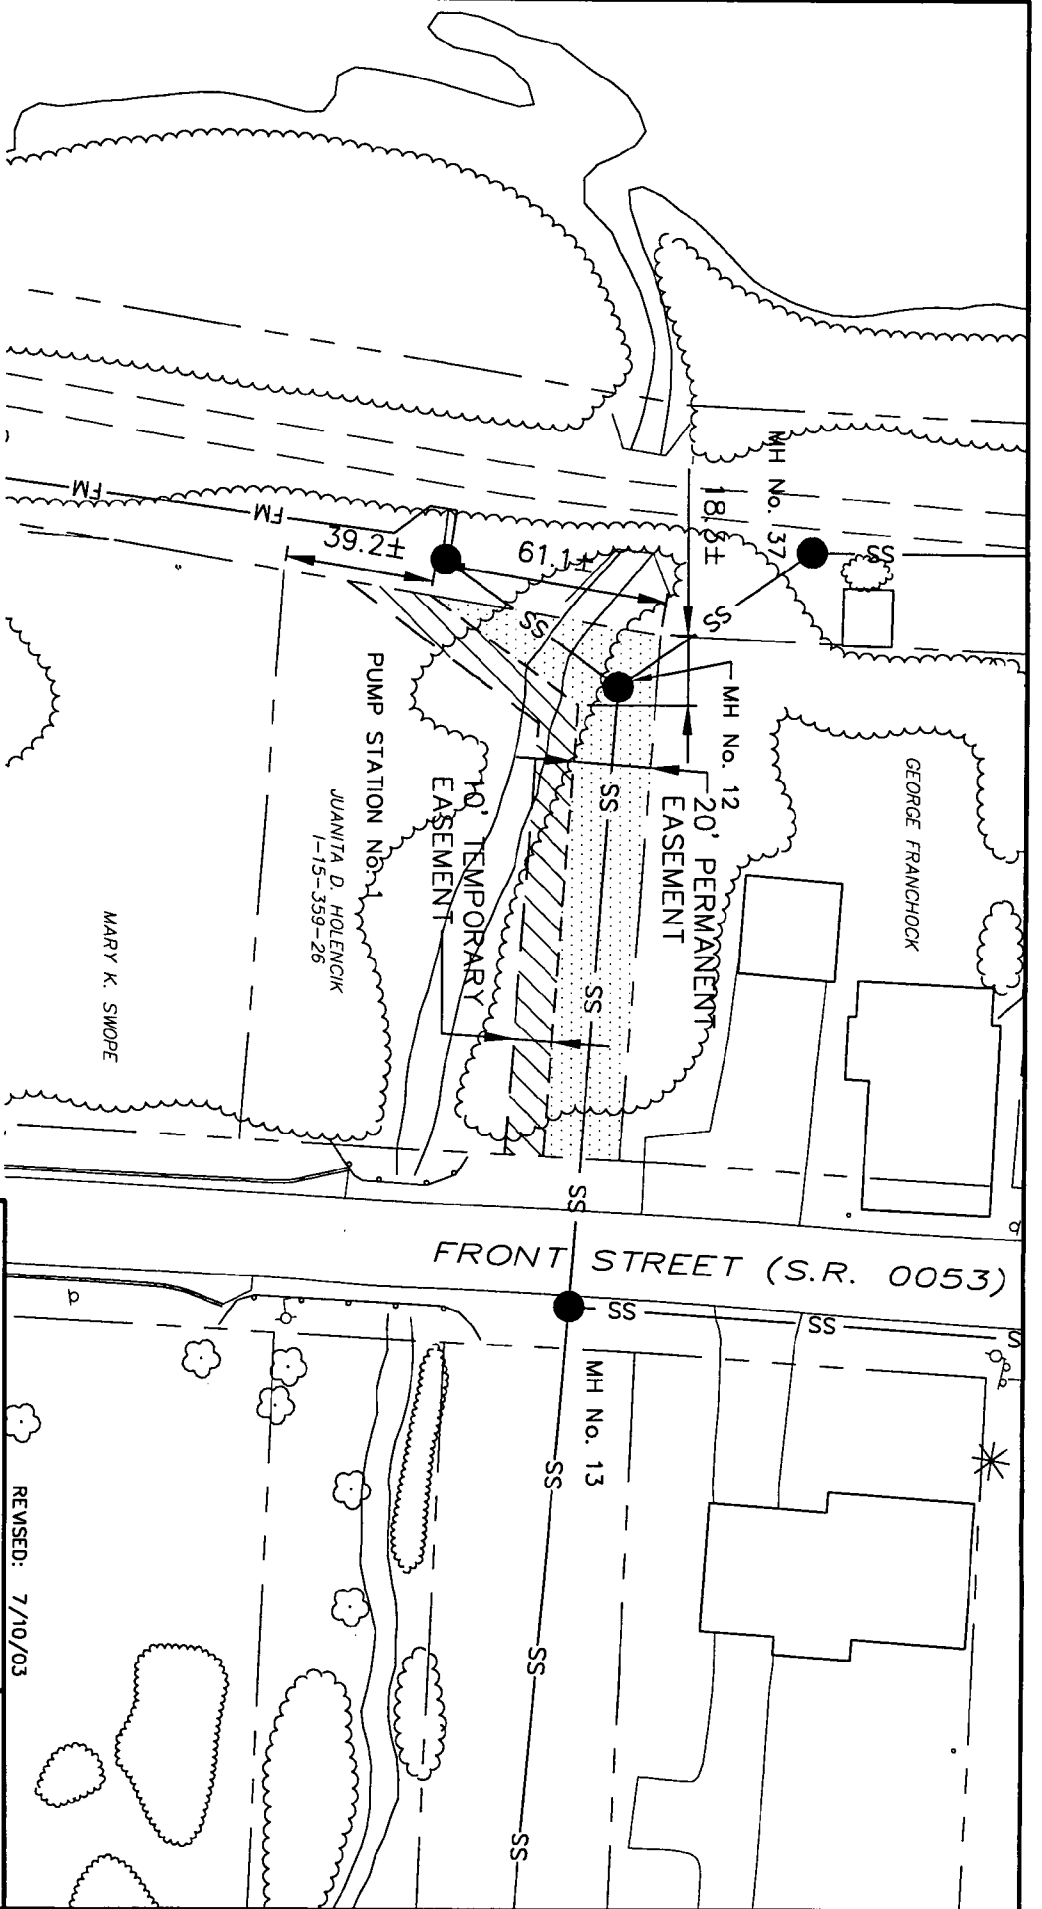 MH No. 37
SS
SS
18.5±
FM
FM
39.2±
61.1±
SS
MH No. 12
20' PERMANENT
EASEMENT
GEORGE FRANCHOCK
PUMP STATION No. 1
JUANITA D. HOLENCIK
1-15-359-26
10' TEMPORARY
EASEMENT
MARY K. SWOPE
SS
SS
SS
FRONT STREET (S.R. 0053)
SS
SS
S
MH No. 13
SS
SS
SS
REVISED: 7/10/03